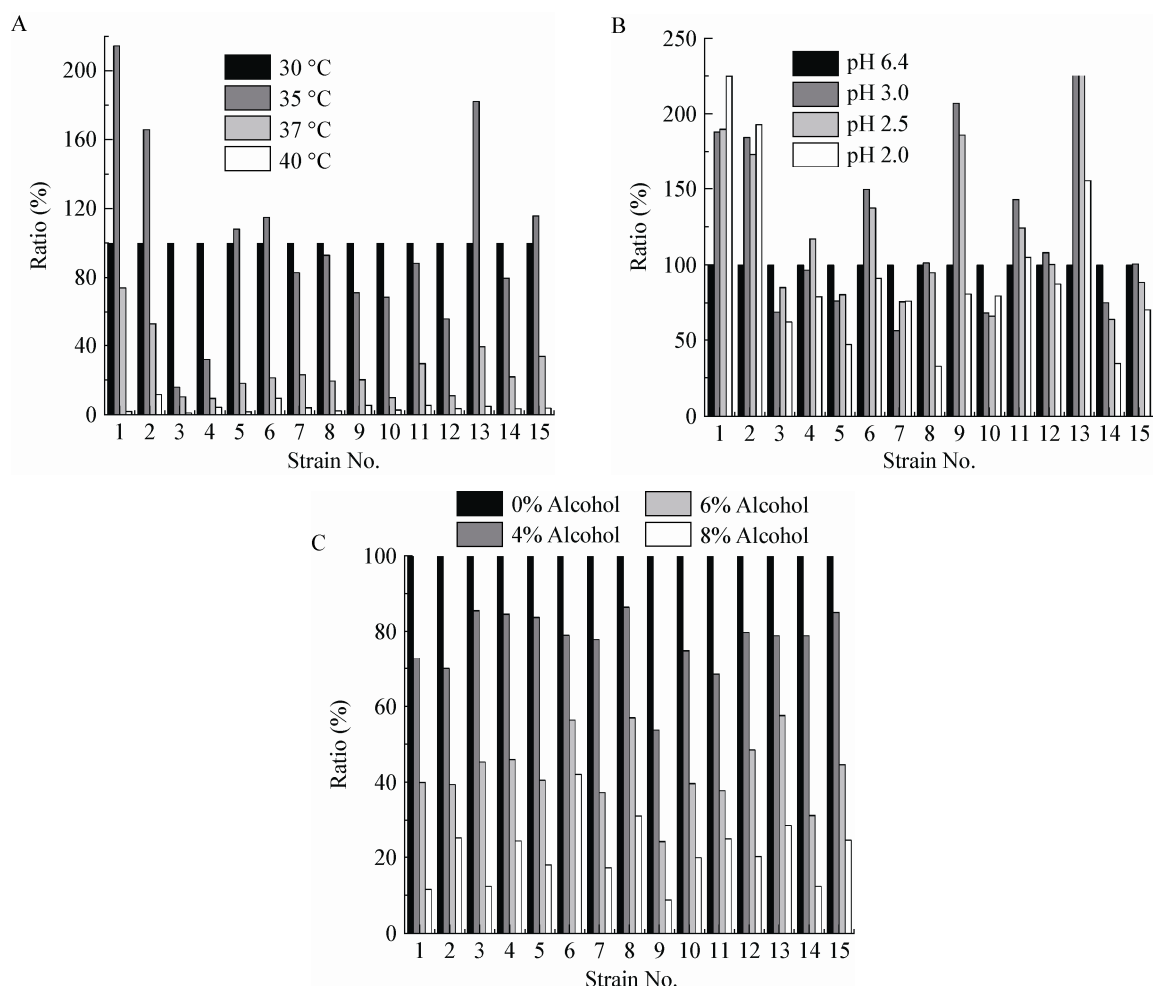 A
30 °C
35 °C
37 °C
40 °C
200
160
120
80
40
0
Ratio (%)
1 2 3 4 5 6 7 8 9 10 11 12 13 14 15
Strain No.
B
pH 6.4
pH 3.0
pH 2.5
pH 2.0
250
200
150
100
50
0
Ratio (%)
1 2 3 4 5 6 7 8 9 10 11 12 13 14 15
Strain No.
C
0% Alcohol 6% Alcohol
4% Alcohol 8% Alcohol
100
80
60
40
20
0
Ratio (%)
1 2 3 4 5 6 7 8 9 10 11 12 13 14 15
Strain No.